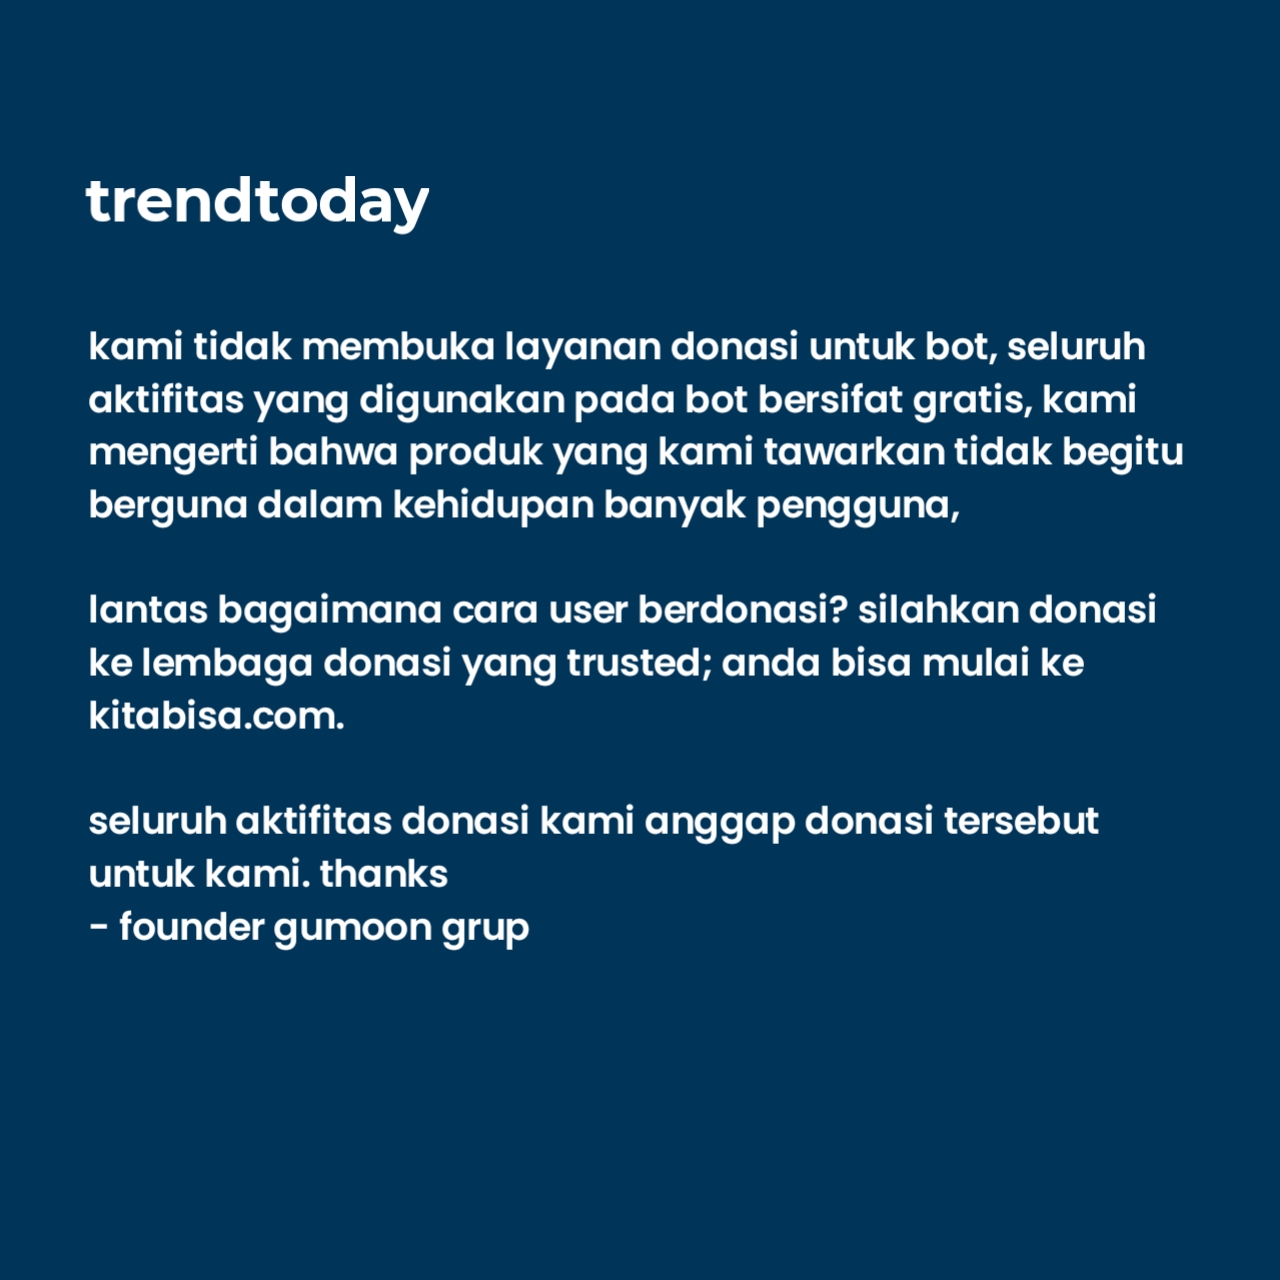 trendtoday
kami tidak membuka layanan donasi untuk bot, seluruh
aktifitas yang digunakan pada bot bersifat gratis, kami
mengerti bahwa produk yang kami tawarkan tidak begitu
berguna dalam kehidupan banyak pengguna,
lantas bagaimana cara user berdonasi? silahkan donasi
ke lembaga donasi yang trusted; anda bisa mulai ke
kitabisa.com.
seluruh aktifitas donasi kami anggap donasi tersebut
untuk kami. thanks
- founder gumoon grup